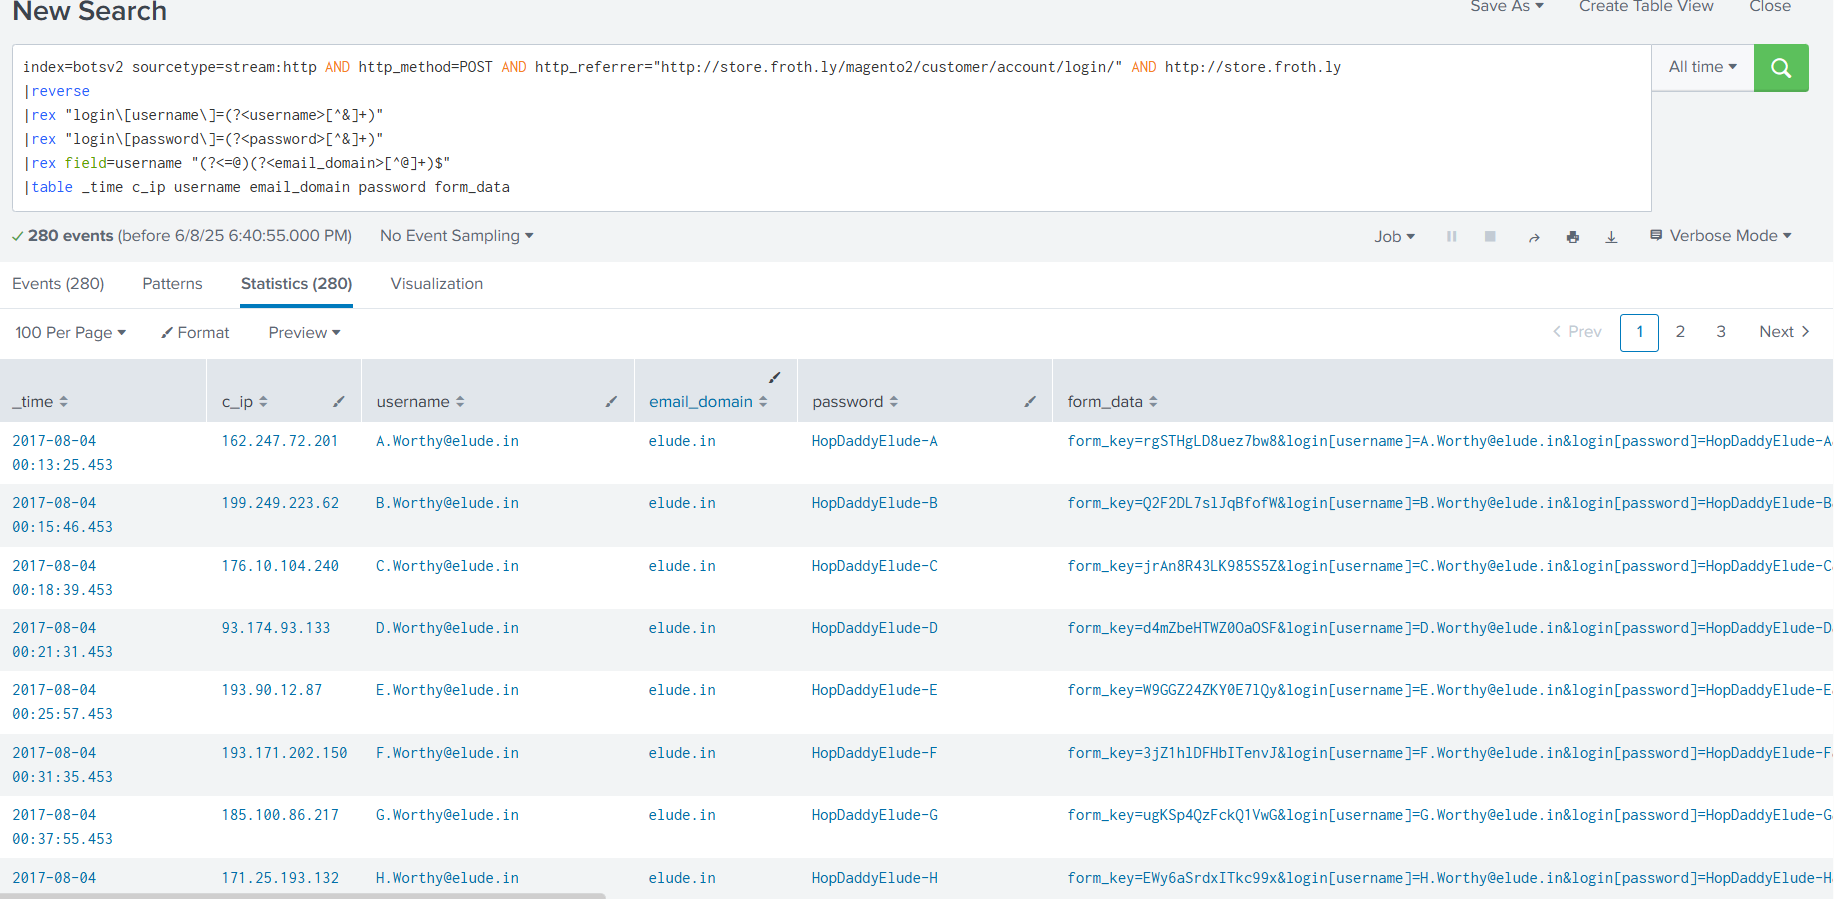 New Search
Save As
Create Table View
Close
index=botsv2 sourcetype=stream:http AND http_method=POST AND http_referrer="http://store.froth.ly/magento2/customer/account/login/" AND http://store.froth.ly
|reverse
|rex "login\[username\]=(?<username>[^&]+)"
|rex "login\[password\]=(?<password>[^&]+)"
|rex field=username "(?<=@)(?<email_domain>[^@]+)$"
|table _time c_ip username email_domain password form_data
All time
280 events (before 6/8/25 6:40:55.000 PM)
No Event Sampling
Job
Verbose Mode
Events (280)
Patterns
Statistics (280)
Visualization
100 Per Page
Format
Preview
< Prev
1
2
3
Next >
_time
c_ip
username
email_domain
password
form_data
2017-08-04
00:13:25.453
162.247.72.201
A.Worthy@elude.in
elude.in
HopDaddyElude-A
form_key=rgSTHgLD8uez7bw8&login[username]=A.Worthy@elude.in&login[password]=HopDaddyElude-A
2017-08-04
00:15:46.453
199.249.223.62
B.Worthy@elude.in
elude.in
HopDaddyElude-B
form_key=Q2F2DL7slJqBfofW&login[username]=B.Worthy@elude.in&login[password]=HopDaddyElude-B
2017-08-04
00:18:39.453
176.10.104.240
C.Worthy@elude.in
elude.in
HopDaddyElude-C
form_key=jrAn8R43LK985S5Z&login[username]=C.Worthy@elude.in&login[password]=HopDaddyElude-C
2017-08-04
00:21:31.453
93.174.93.133
D.Worthy@elude.in
elude.in
HopDaddyElude-D
form_key=d4mZbeHTWZ0OaOSF&login[username]=D.Worthy@elude.in&login[password]=HopDaddyElude-D
2017-08-04
00:25:57.453
193.90.12.87
E.Worthy@elude.in
elude.in
HopDaddyElude-E
form_key=W9GGZ24ZKY0E7lQy&login[username]=E.Worthy@elude.in&login[password]=HopDaddyElude-E
2017-08-04
00:31:35.453
193.171.202.150
F.Worthy@elude.in
elude.in
HopDaddyElude-F
form_key=3jZ1hlDFHbITenvJ&login[username]=F.Worthy@elude.in&login[password]=HopDaddyElude-F
2017-08-04
00:37:55.453
185.100.86.217
G.Worthy@elude.in
elude.in
HopDaddyElude-G
form_key=ugKSp4QzFckQ1VwG&login[username]=G.Worthy@elude.in&login[password]=HopDaddyElude-G
2017-08-04
171.25.193.132
H.Worthy@elude.in
elude.in
HopDaddyElude-H
form_key=EWy6aSrdxITkc99x&login[username]=H.Worthy@elude.in&login[password]=HopDaddyElude-H